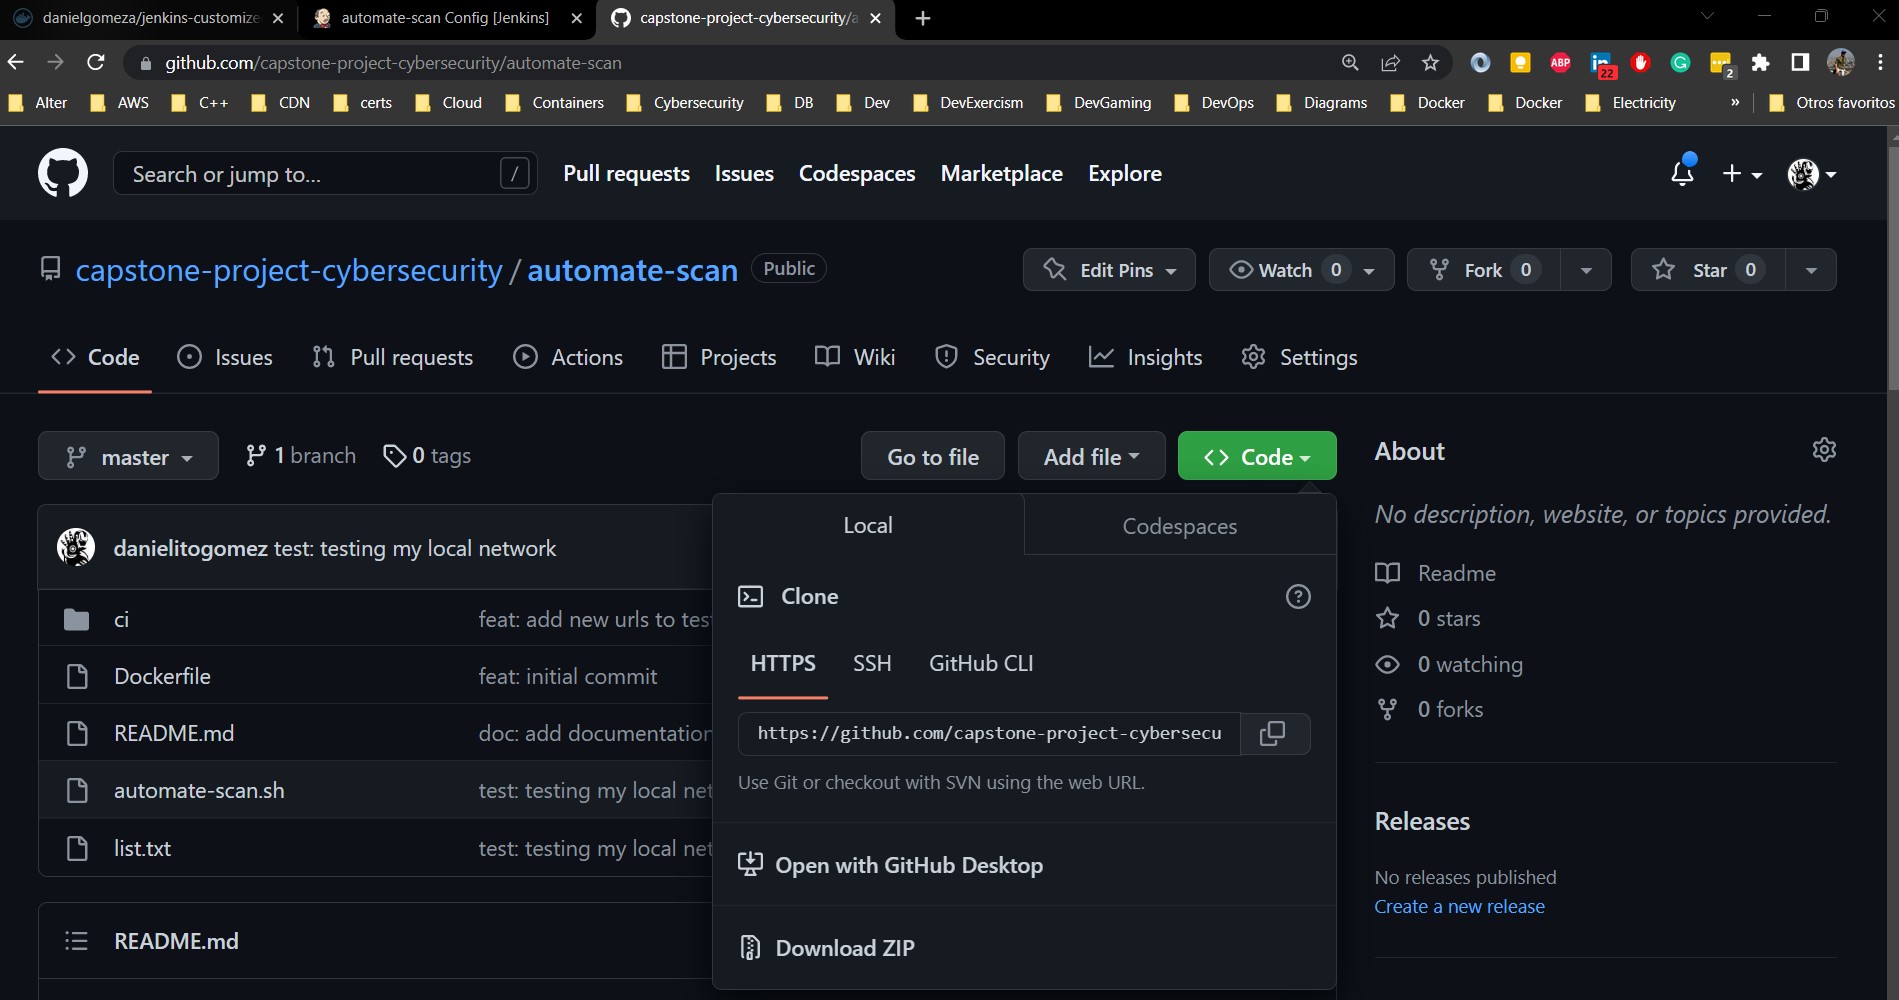 danielgomeza/jenkins-customize
automate-scan Config [Jenkins]
capstone-project-cybersecurity/a
github.com/capstone-project-cybersecurity/automate-scan
ABP
22
2
Alter
AWS
C++
CDN
certs
Cloud
Containers
Cybersecurity
DB
Dev
DevExercism
DevGaming
DevOps
Diagrams
Docker
Docker
Electricity
»
Otros favoritos
Search or jump to...
/
Pull requests
Issues
Codespaces
Marketplace
Explore
capstone-project-cybersecurity / automate-scan
Public
Edit Pins
Watch 0
Fork 0
Star 0
Code
Issues
Pull requests
Actions
Projects
Wiki
Security
Insights
Settings
master
1 branch
0 tags
Go to file
Add file
Code
danielitogomez test: testing my local network
ci
feat: add new urls to tes
Dockerfile
feat: initial commit
README.md
doc: add documentation
automate-scan.sh
test: testing my local net
list.txt
test: testing my local net
README.md
Local
Codespaces
Clone
HTTPS
SSH
GitHub CLI
https://github.com/capstone-project-cybersecu
Use Git or checkout with SVN using the web URL.
Open with GitHub Desktop
Download ZIP
About
No description, website, or topics provided.
Readme
0 stars
0 watching
0 forks
Releases
No releases published
Create a new release